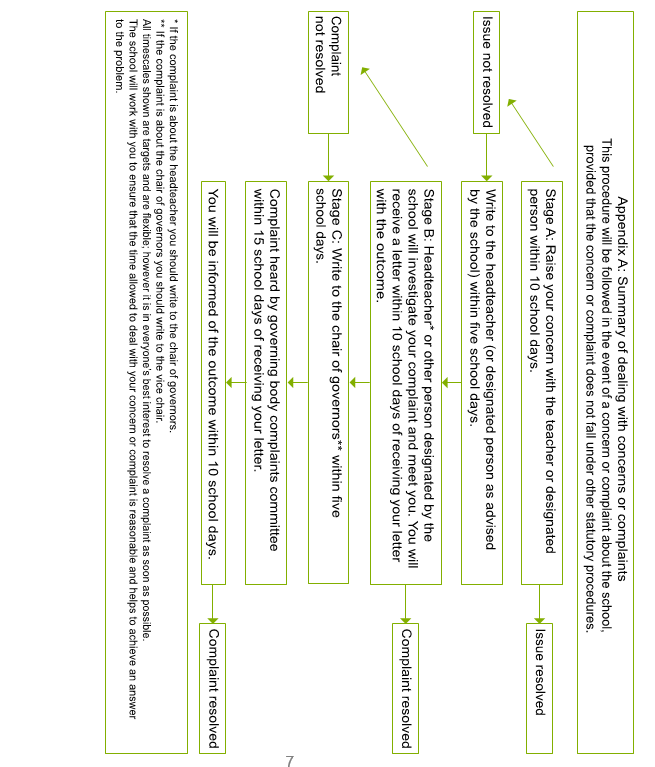 Appendix A: Summary of dealing with concerns or complaints
This procedure will be followed in the event of a concern or complaint about the school,
provided that the concern or complaint does not fall under other statutory procedures.
Stage A: Raise your concern with the teacher or designated
person within 10 school days.
Issue resolved
Issue not resolved
Write to the headteacher (or designated person as advised
by the school) within five school days.
Stage B: Headteacher* or other person designated by the
school will investigate your complaint and meet you. You will
receive a letter within 10 school days of receiving your letter
with the outcome.
Complaint resolved
Complaint
not resolved
Stage C: Write to the chair of governors** within five
school days.
Complaint heard by governing body complaints committee
within 15 school days of receiving your letter.
You will be informed of the outcome within 10 school days.
Complaint resolved
* If the complaint is about the headteacher you should write to the chair of governors.
** If the complaint is about the chair of governors you should write to the vice chair.
All timescales shown are targets and are flexible; however it is in everyone's best interest to resolve a complaint as soon as possible.
The school will work with you to ensure that the time allowed to deal with your concern or complaint is reasonable and helps to achieve an answer
to the problem.
7